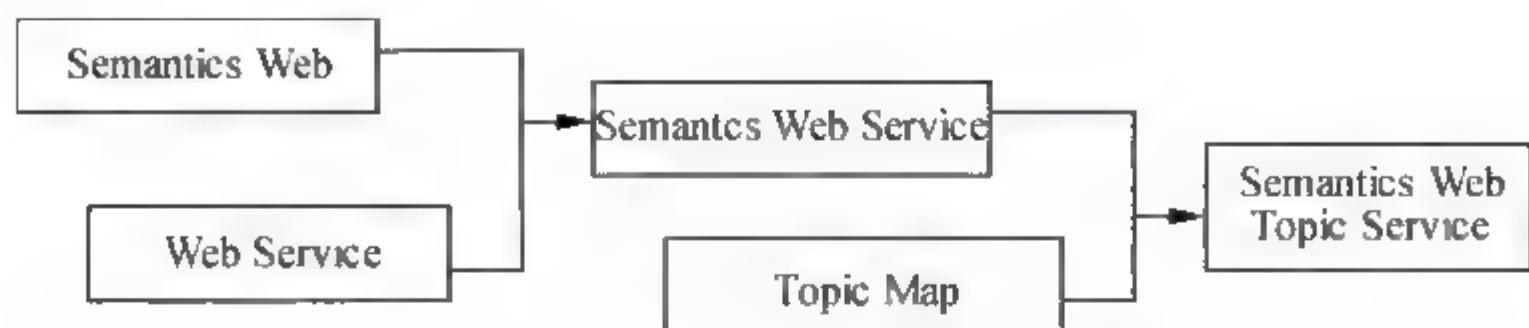 Semantics Web
Semantcs Web Service
Semantics Web
Topic Service
Web Service
Topic Map